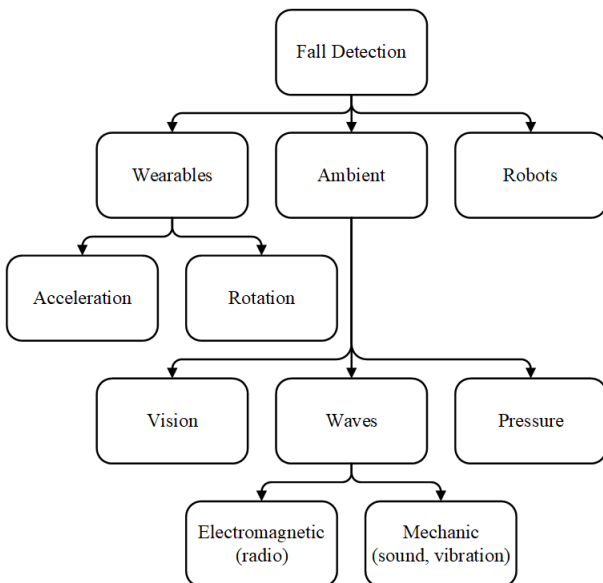 Fall Detection
Wearables
Ambient
Robots
Acceleration
Rotation
Vision
Waves
Pressure
Electromagnetic
(radio)
Mechanic
(sound, vibration)